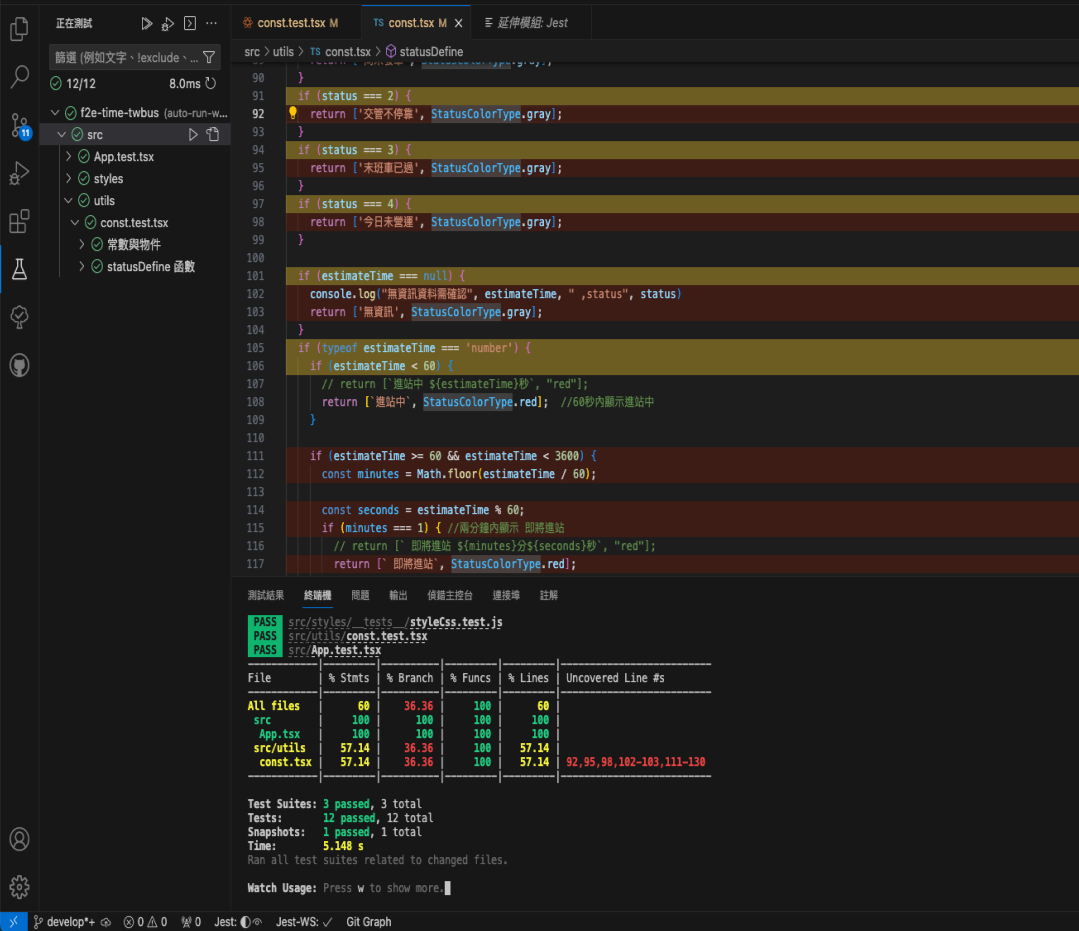 正在測試
篩選 (例如文字、!exclude、...
12/12 8.0ms
f2e-time-twbus (auto-run-w...
src
App.test.tsx
styles
utils
const.test.tsx
常數與物件
statusDefine 函數
11
const.test.tsx M
TS const.tsx M
延伸模組: Jest
src > utils > TS const.tsx > statusDefine
90 }
91 if (status === 2) {
92 return ['交管不停靠', StatusColorType.gray];
93 }
94 if (status === 3) {
95 return ['末班車已過', StatusColorType.gray];
96 }
97 if (status === 4) {
98 return ['今日未營運', StatusColorType.gray];
99 }
100
101 if (estimateTime === null) {
102 console.log("無資訊資料需確認", estimateTime, " ,status", status)
103 return ['無資訊', StatusColorType.gray];
104 }
105 if (typeof estimateTime === 'number') {
106 if (estimateTime < 60) {
107 // return [`進站中 ${estimateTime}秒`, "red"];
108 return [`進站中`, StatusColorType.red]; //60秒內顯示進站中
109 }
110
111 if (estimateTime >= 60 && estimateTime < 3600) {
112 const minutes = Math.floor(estimateTime / 60);
113
114 const seconds = estimateTime % 60;
115 if (minutes === 1) { //兩分鐘內顯示 即將進站
116 // return [` 即將進站 ${minutes}分${seconds}秒`, "red"];
117 return [` 即將進站`, StatusColorType.red];
測試結果 終端機 問題 輸出 偵錯主控台 連接埠 註解
PASS src/styles/__tests__/styleCss.test.js
PASS src/utils/const.test.tsx
PASS src/App.test.tsx
File | % Stmts | % Branch | % Funcs | % Lines | Uncovered Line #s
All files | 60 | 36.36 | 100 | 60 |
src | 100 | 100 | 100 | 100 |
App.tsx | 100 | 100 | 100 | 100 |
src/utils | 57.14 | 36.36 | 100 | 57.14 |
const.tsx | 57.14 | 36.36 | 100 | 57.14 | 92,95,98,102-103,111-130
Test Suites: 3 passed, 3 total
Tests: 12 passed, 12 total
Snapshots: 1 passed, 1 total
Time: 5.148 s
Ran all test suites related to changed files.
Watch Usage: Press w to show more.
develop*+ 0 0 0 Jest: Jest-WS: ✓ Git Graph